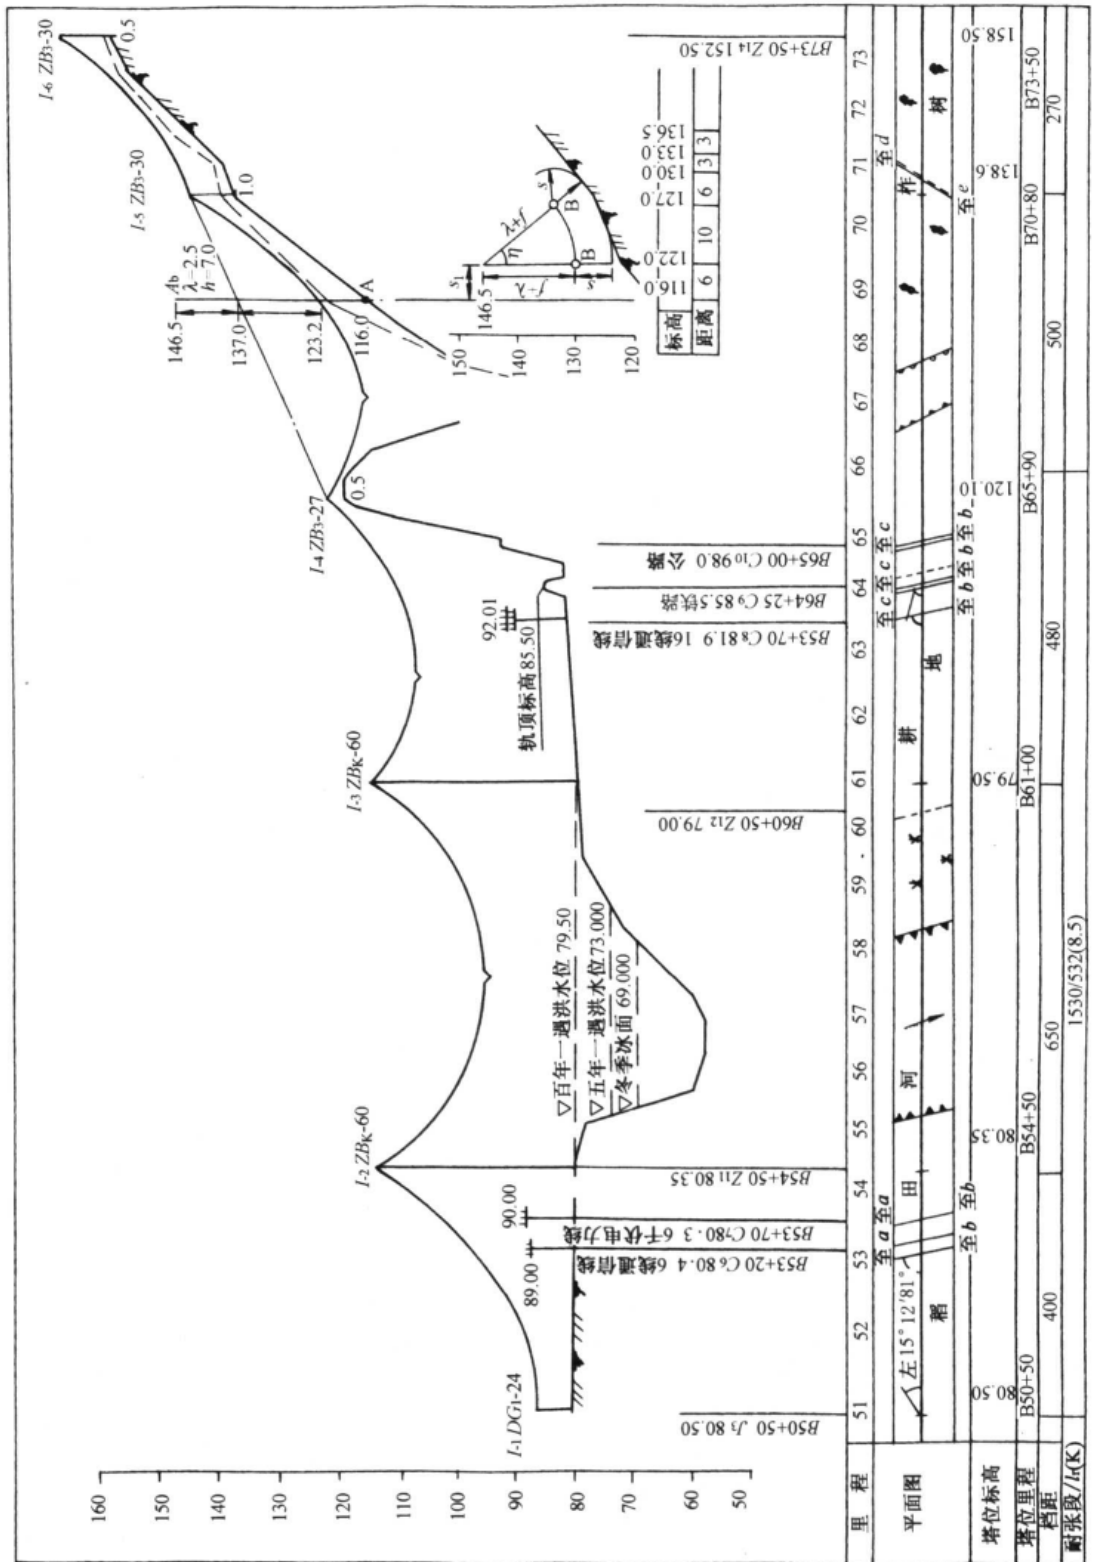 160
150
140
130
120
110
100
90
80
70
60
50
I-1 DG1-24
I-2 ZBK-60
I-3 ZBK-60
I-4 ZB3-27
I-5 ZB3-30
I-6 ZB3-30
89.00
90.00
▽百年一遇洪水位 79.50
▽五年一遇洪水位 73.000
▽冬季冰面 69.000
轨顶标高 85.50
92.01
0.5
1.0
0.5
146.5
137.0
123.2
116.0
Ab
λ=2.5
h=7.0
A
150
140
130
120
146.5
s1
f+λ
s
λ+f
η
s
B
B
标高 116.0 122.0 127.0 130.0 133.0 136.5
距离 6 10 6 3 3
B50+50 J3 80.50
B53+20 C6 80.4 6线通信线
B53+70 C7 80.3 6千伏电力线
B54+50 Z11 80.35
B60+50 Z12 79.00
B53+70 C8 81.9 16线通信线
B64+25 C9 85.5铁路
B65+00 C10 98.0 公路
B73+50 Z14 152.50
里程 51 52 53 54 55 56 57 58 59 60 61 62 63 64 65 66 67 68 69 70 71 72 73
平面图 左15°12′81″ 稻 田 河 耕 地 柞 树
至a 至a 至c 至c 至c 至d
至b 至b 至b 至b 至b 至e
塔位标高 80.50 80.35 79.50 120.10 138.6 158.50
塔位里程 B50+50 B54+50 B61+00 B65+90 B70+80 B73+50
档距 400 650 480 500 270
耐张段/lr(K) 1530/532(8.5)